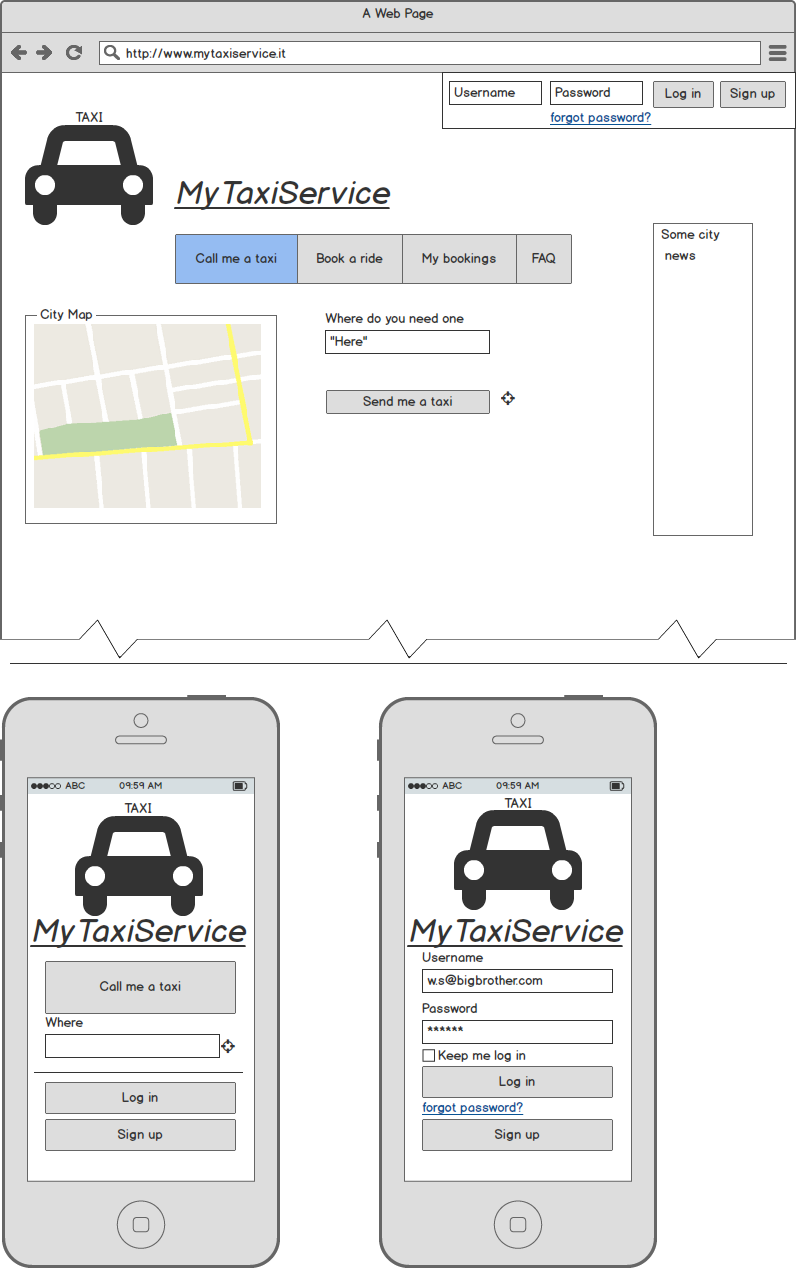 A Web Page
http://www.mytaxiservice.it
Username Password Log in Sign up
forgot password?
TAXI
MyTaxiService
Call me a taxi Book a ride My bookings FAQ
Some city
news
City Map
Where do you need one
"Here"
Send me a taxi
ABC 09:59 AM
TAXI
MyTaxiService
Call me a taxi
Where
Log in
Sign up
ABC 09:59 AM
TAXI
MyTaxiService
Username
w.s@bigbrother.com
Password
******
Keep me log in
Log in
forgot password?
Sign up